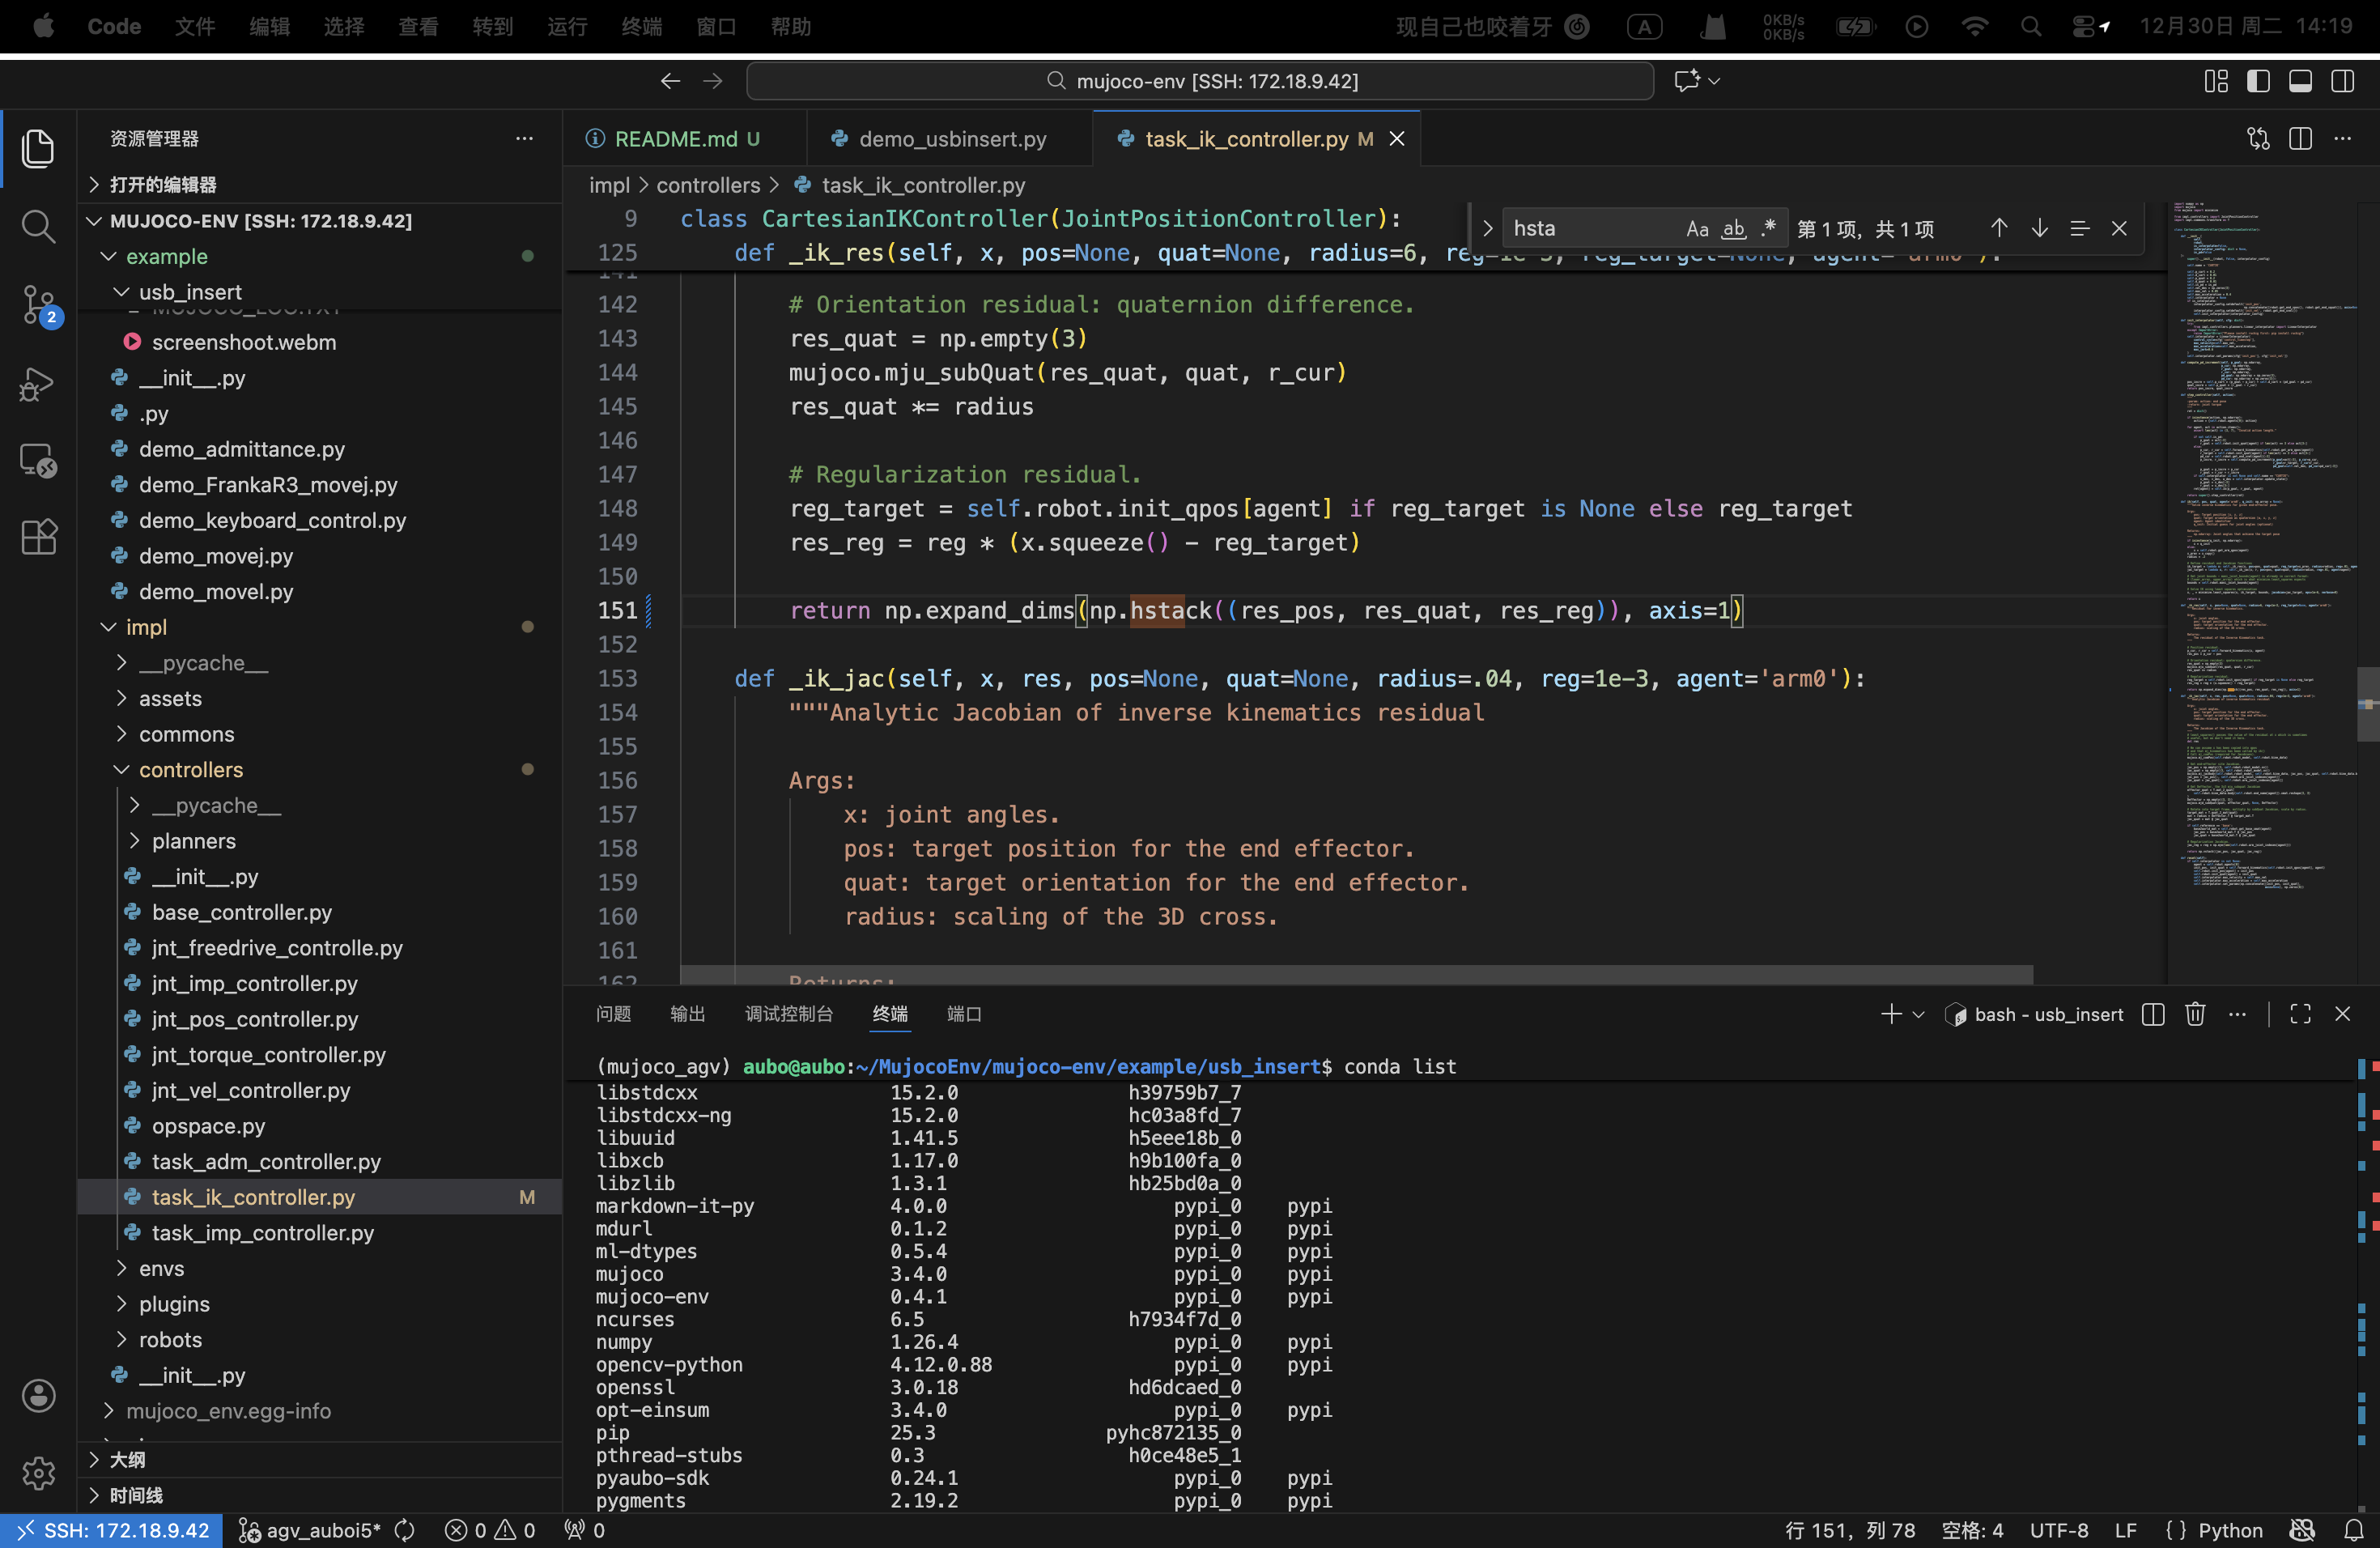 Code 文件 编辑 选择 查看 转到 运行 终端 窗口 帮助 现自己也咬着牙 A 0KB/s 0KB/s 12月30日 周二 14:19
mujoco-env [SSH: 172.18.9.42]
资源管理器
打开的编辑器
MUJOCO-ENV [SSH: 172.18.9.42]
example
usb_insert
MUJOCO_LOG.TXT
screenshoot.webm
__init__.py
.py
demo_admittance.py
demo_FrankaR3_movej.py
demo_keyboard_control.py
demo_movej.py
demo_movel.py
impl
__pycache__
assets
commons
controllers
__pycache__
planners
__init__.py
base_controller.py
jnt_freedrive_controlle.py
jnt_imp_controller.py
jnt_pos_controller.py
jnt_torque_controller.py
jnt_vel_controller.py
opspace.py
task_adm_controller.py
task_ik_controller.py M
task_imp_controller.py
envs
plugins
robots
__init__.py
mujoco_env.egg-info
大纲
时间线
2
README.md U demo_usbinsert.py task_ik_controller.py M
impl > controllers > task_ik_controller.py
hsta Aa ab .* 第 1 项，共 1 项
9 class CartesianIKController(JointPositionController):
125 def _ik_res(self, x, pos=None, quat=None, radius=6, reg=1e-3, reg_target=None, agent='arm0'):
141
142 # Orientation residual: quaternion difference.
143 res_quat = np.empty(3)
144 mujoco.mju_subQuat(res_quat, quat, r_cur)
145 res_quat *= radius
146
147 # Regularization residual.
148 reg_target = self.robot.init_qpos[agent] if reg_target is None else reg_target
149 res_reg = reg * (x.squeeze() - reg_target)
150
151 return np.expand_dims(np.hstack((res_pos, res_quat, res_reg)), axis=1)
152
153 def _ik_jac(self, x, res, pos=None, quat=None, radius=.04, reg=1e-3, agent='arm0'):
154 """Analytic Jacobian of inverse kinematics residual
155
156 Args:
157 x: joint angles.
158 pos: target position for the end effector.
159 quat: target orientation for the end effector.
160 radius: scaling of the 3D cross.
161
162 Returns:
问题 输出 调试控制台 终端 端口 bash - usb_insert
(mujoco_agv) aubo@aubo:~/MujocoEnv/mujoco-env/example/usb_insert$ conda list
libstdcxx 15.2.0 h39759b7_7
libstdcxx-ng 15.2.0 hc03a8fd_7
libuuid 1.41.5 h5eee18b_0
libxcb 1.17.0 h9b100fa_0
libzlib 1.3.1 hb25bd0a_0
markdown-it-py 4.0.0 pypi_0 pypi
mdurl 0.1.2 pypi_0 pypi
ml-dtypes 0.5.4 pypi_0 pypi
mujoco 3.4.0 pypi_0 pypi
mujoco-env 0.4.1 pypi_0 pypi
ncurses 6.5 h7934f7d_0
numpy 1.26.4 pypi_0 pypi
opencv-python 4.12.0.88 pypi_0 pypi
openssl 3.0.18 hd6dcaed_0
opt-einsum 3.4.0 pypi_0 pypi
pip 25.3 pyhc872135_0
pthread-stubs 0.3 h0ce48e5_1
pyaubo-sdk 0.24.1 pypi_0 pypi
pygments 2.19.2 pypi_0 pypi
SSH: 172.18.9.42 agv_auboi5* 0 0 0 行 151，列 78 空格: 4 UTF-8 LF {} Python